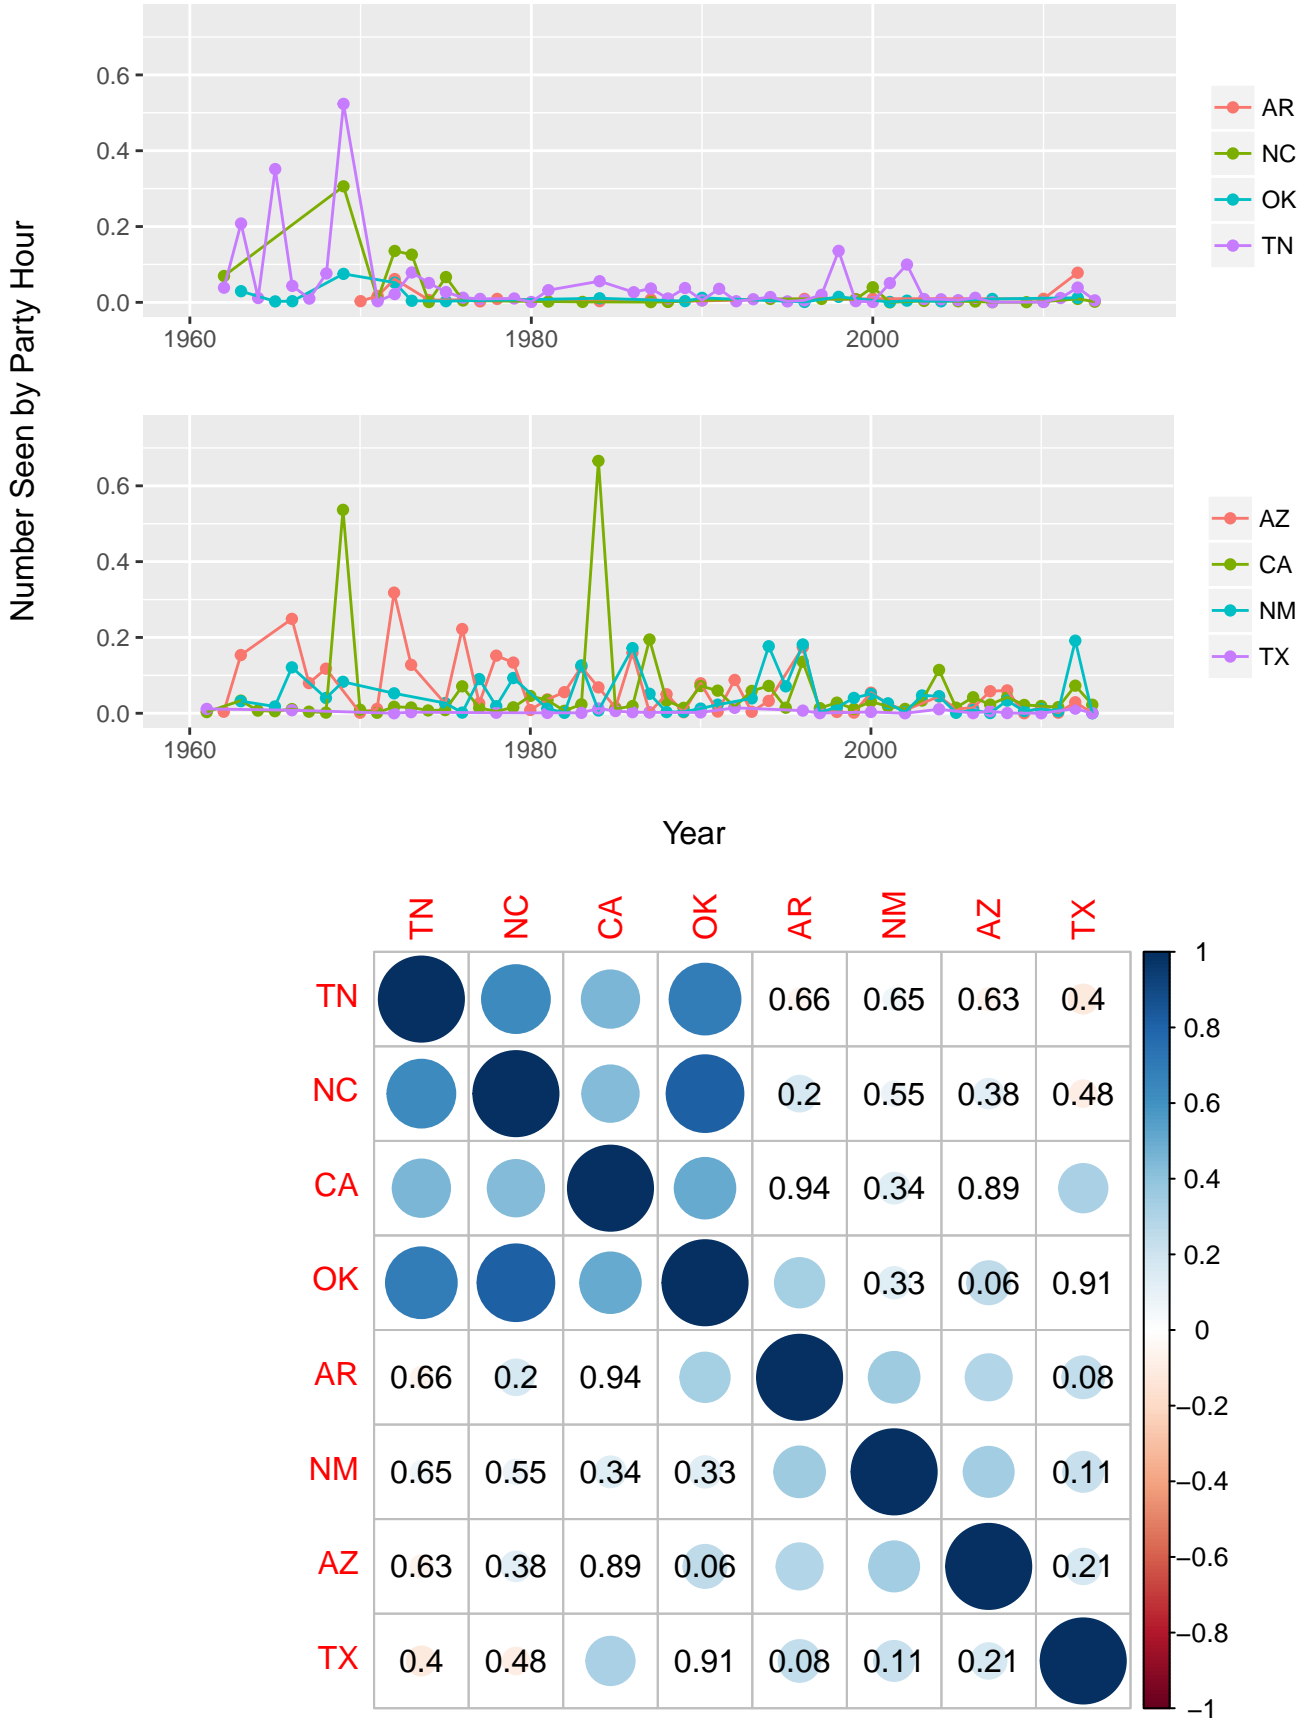 Number Seen by Party Hour
0.6
0.4
0.2
0.0
1960 1980 2000
AR
NC
OK
TN
0.6
0.4
0.2
0.0
1960 1980 2000
AZ
CA
NM
TX
Year
TN NC CA OK AR NM AZ TX
TN 0.66 0.65 0.63 0.4
NC 0.2 0.55 0.38 0.48
CA 0.94 0.34 0.89
OK 0.33 0.06 0.91
AR 0.66 0.2 0.94 0.08
NM 0.65 0.55 0.34 0.33 0.11
AZ 0.63 0.38 0.89 0.06 0.21
TX 0.4 0.48 0.91 0.08 0.11 0.21
1
0.8
0.6
0.4
0.2
0
−0.2
−0.4
−0.6
−0.8
−1